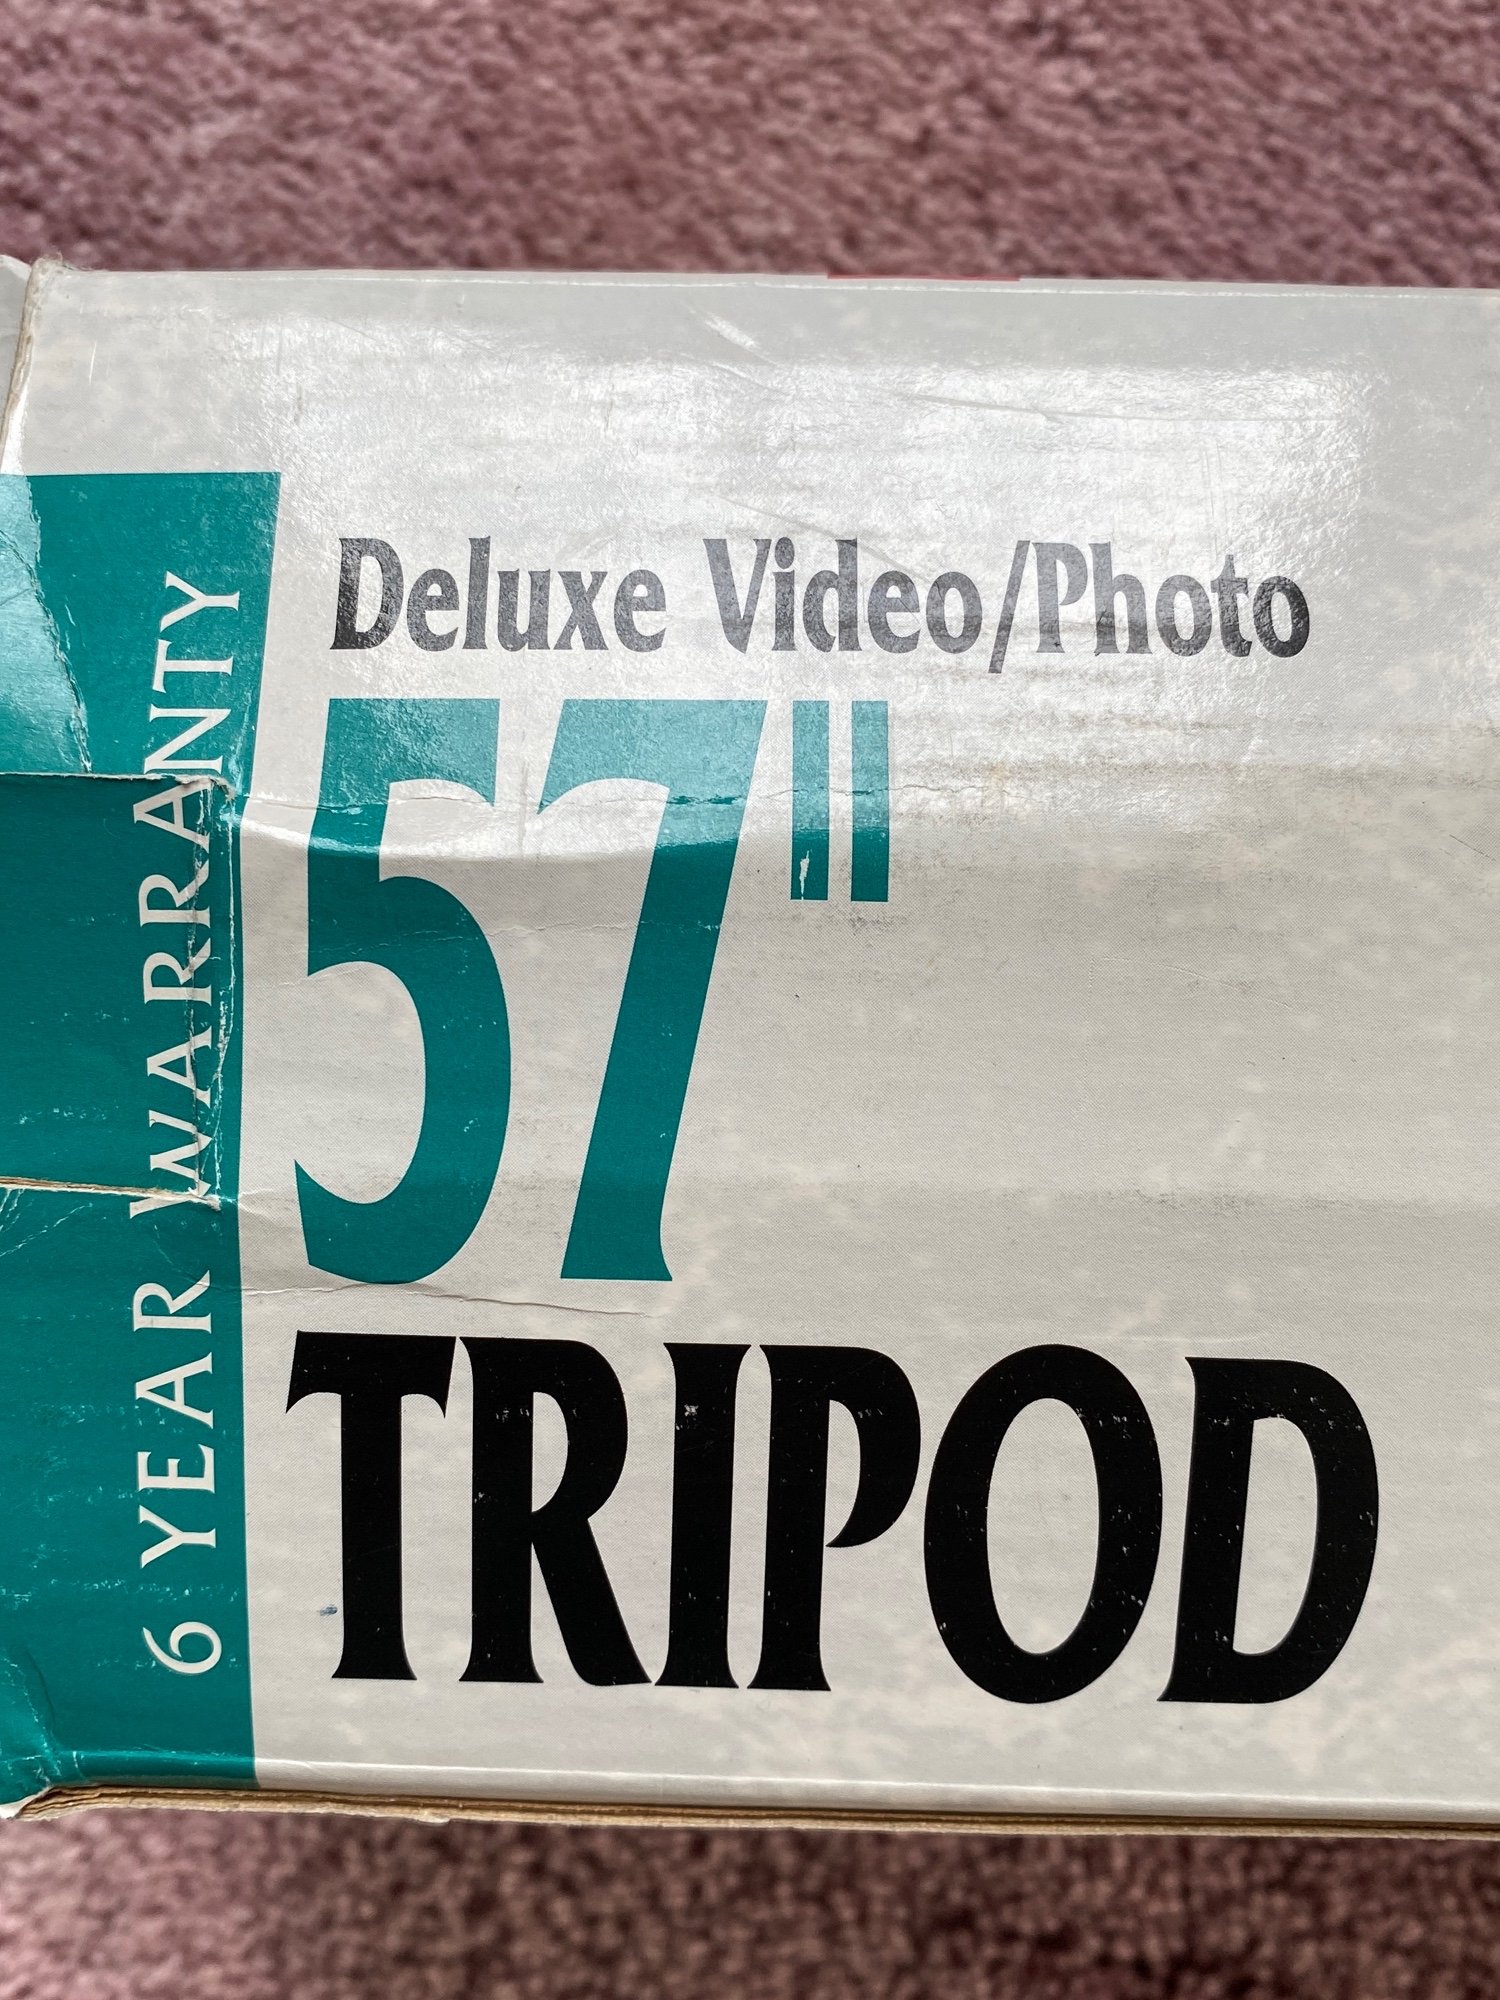 6 YEAR WARRANTY
Deluxe Video/Photo
57"
TRIPOD